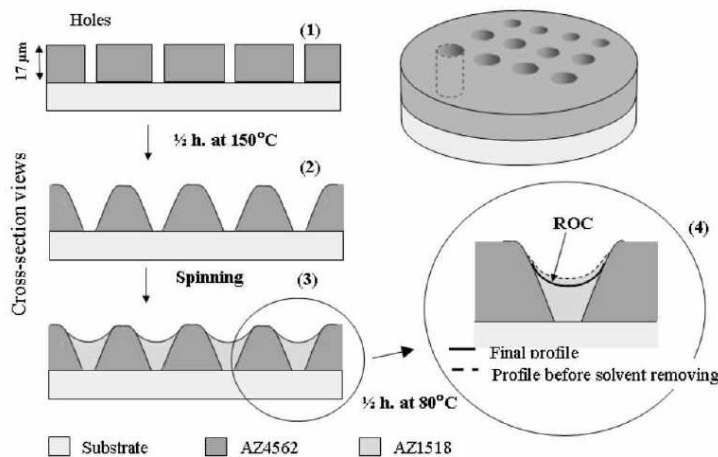 Holes
(1)
17 μm
½ h. at 150°C
(2)
Cross-section views
Spinning
(3)
(4)
ROC
Final profile
Profile before solvent removing
½ h. at 80°C
Substrate
AZ4562
AZ1518